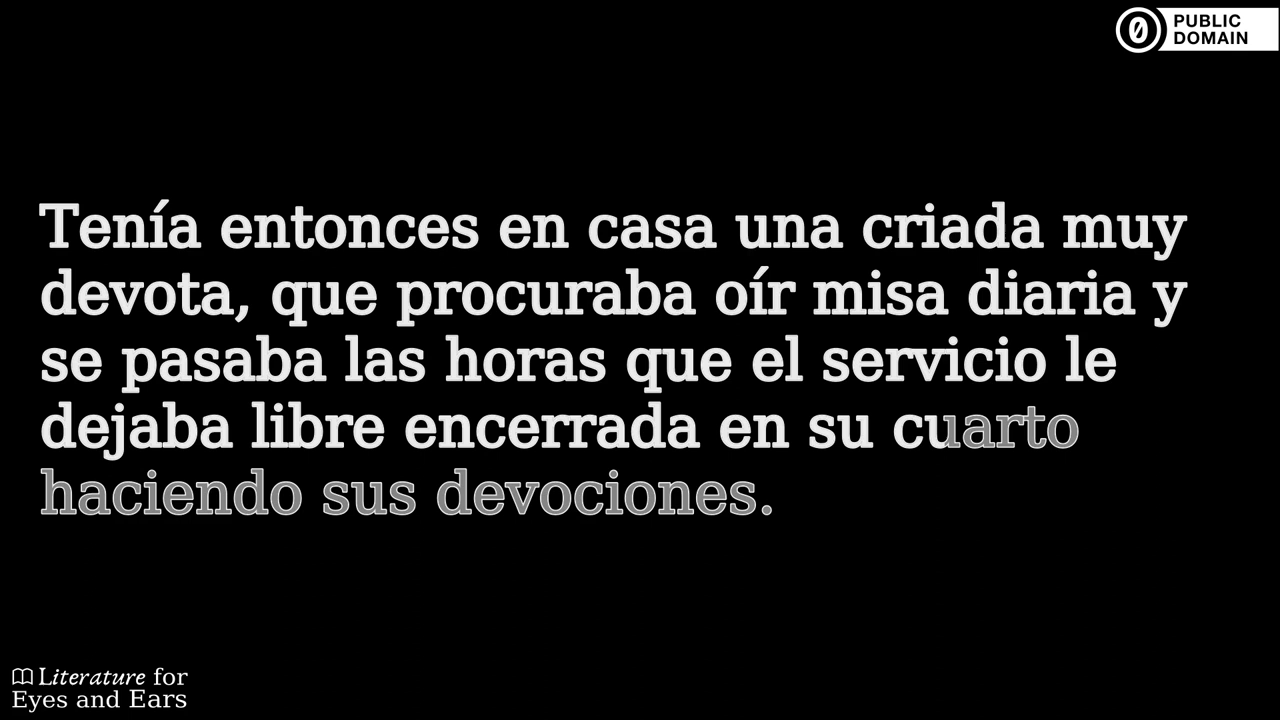 PUBLIC
DOMAIN
Tenía entonces en casa una criada muy
devota, que procuraba oír misa diaria y
se pasaba las horas que el servicio le
dejaba libre encerrada en su cuarto
haciendo sus devociones.
Literature for
Eyes and Ears